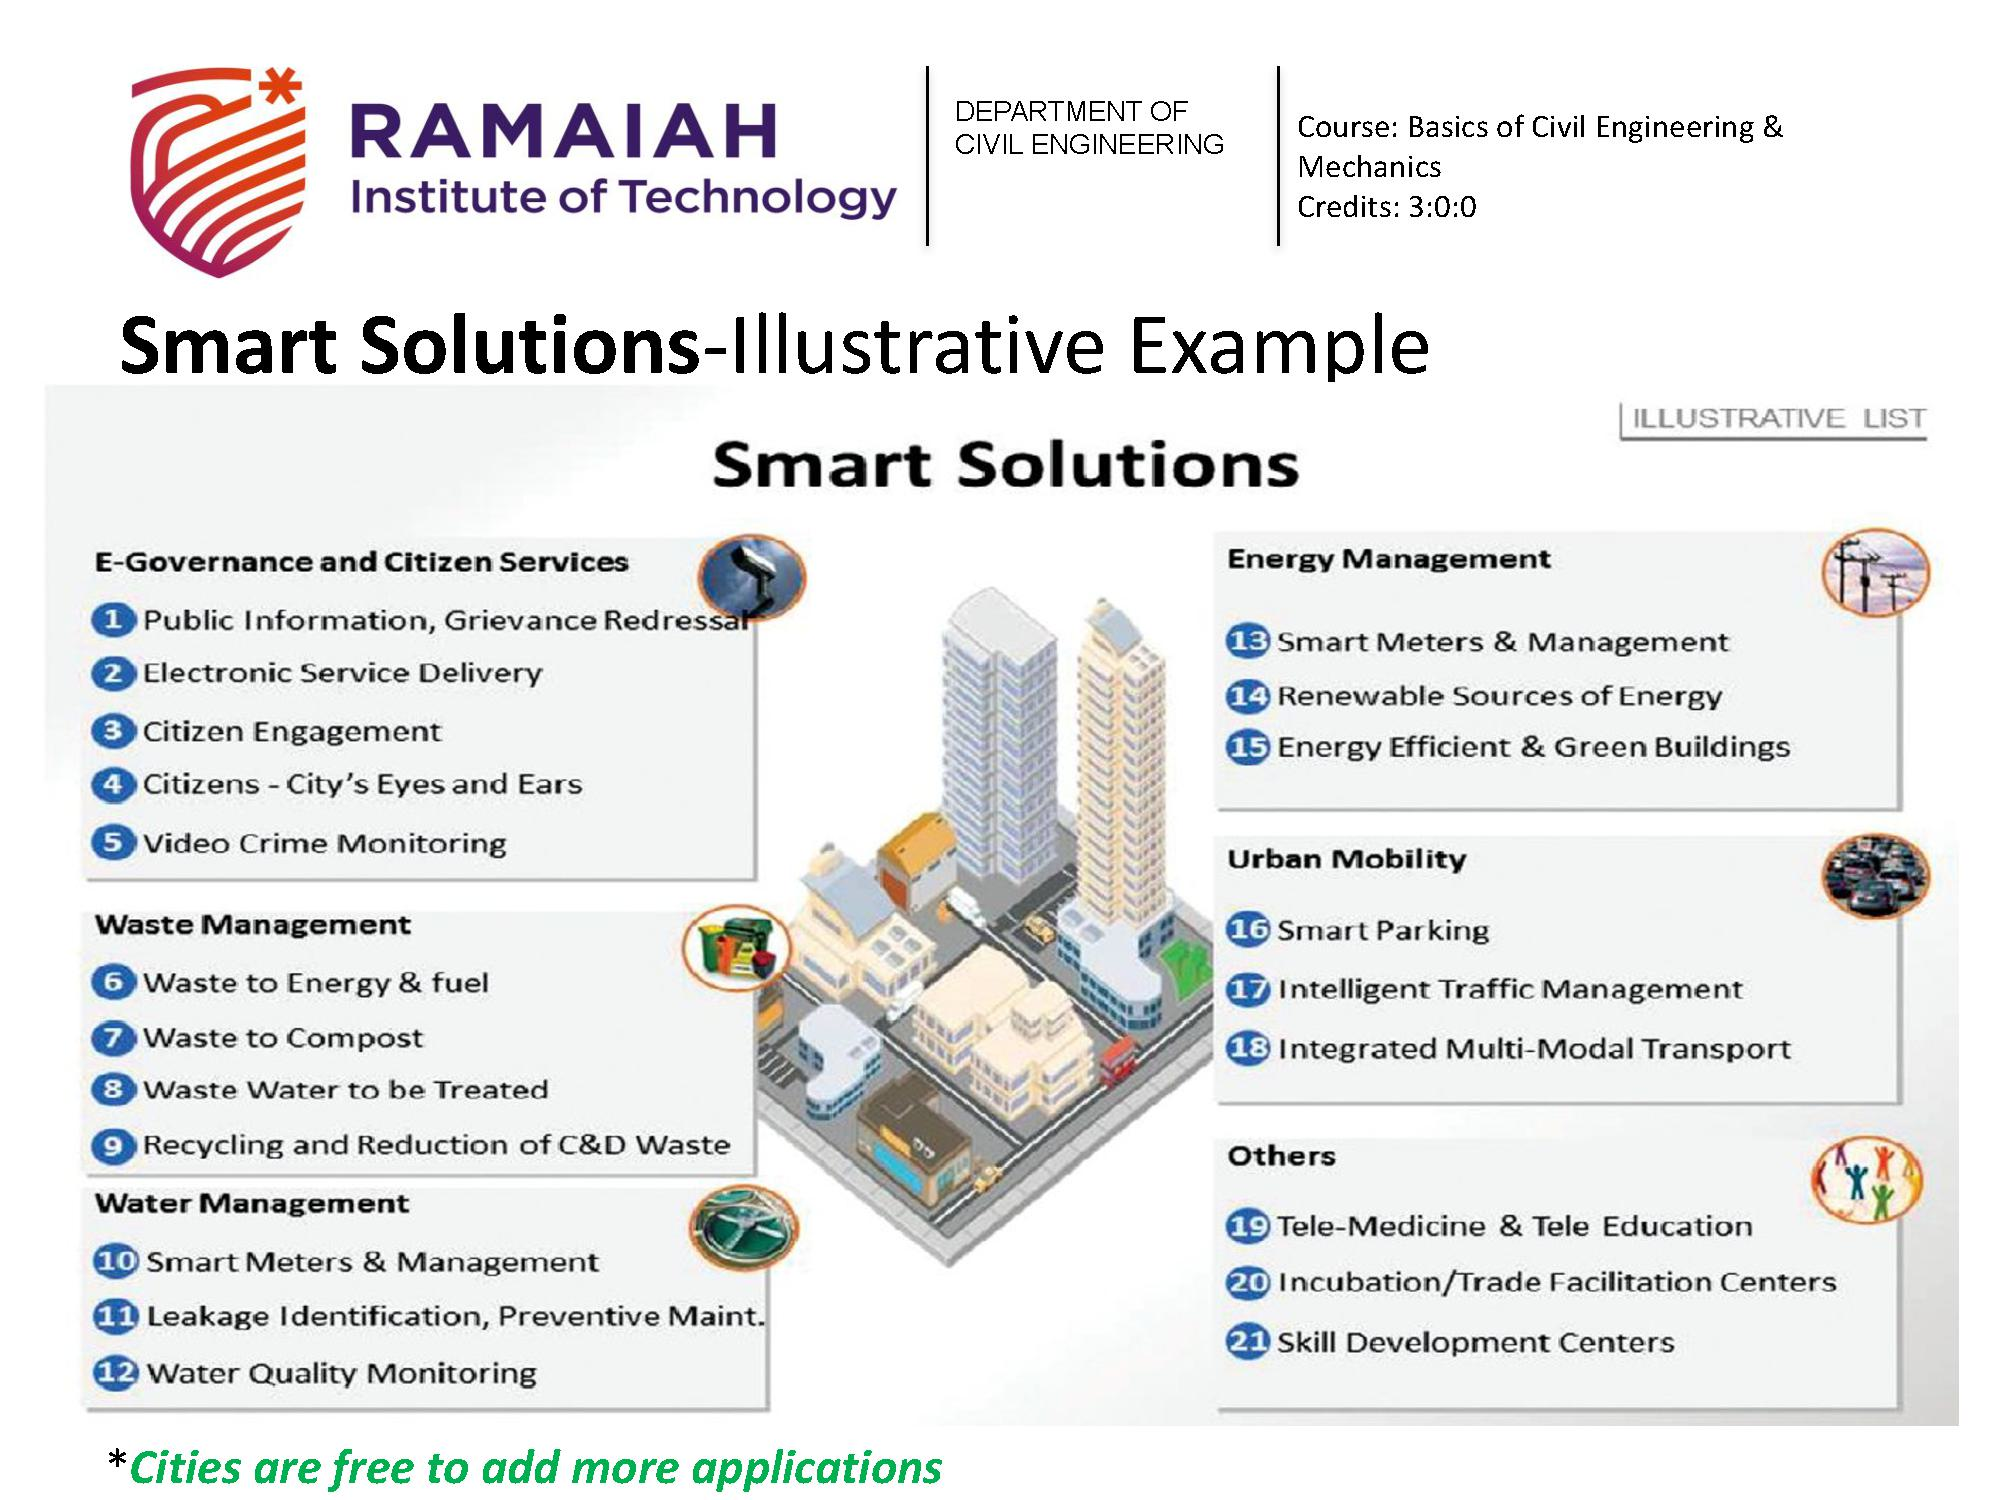 RAMAIAH
Institute of Technology
DEPARTMENT OF
CIVIL ENGINEERING
Course: Basics of Civil Engineering &
Mechanics
Credits: 3:0:0
Smart Solutions-Illustrative Example
ILLUSTRATIVE LIST
Smart Solutions
E-Governance and Citizen Services
1 Public Information, Grievance Redressal
2 Electronic Service Delivery
3 Citizen Engagement
4 Citizens - City's Eyes and Ears
5 Video Crime Monitoring
Waste Management
6 Waste to Energy & fuel
7 Waste to Compost
8 Waste Water to be Treated
9 Recycling and Reduction of C&D Waste
Water Management
10 Smart Meters & Management
11 Leakage Identification, Preventive Maint.
12 Water Quality Monitoring
Energy Management
13 Smart Meters & Management
14 Renewable Sources of Energy
15 Energy Efficient & Green Buildings
Urban Mobility
16 Smart Parking
17 Intelligent Traffic Management
18 Integrated Multi-Modal Transport
Others
19 Tele-Medicine & Tele Education
20 Incubation/Trade Facilitation Centers
21 Skill Development Centers
*Cities are free to add more applications